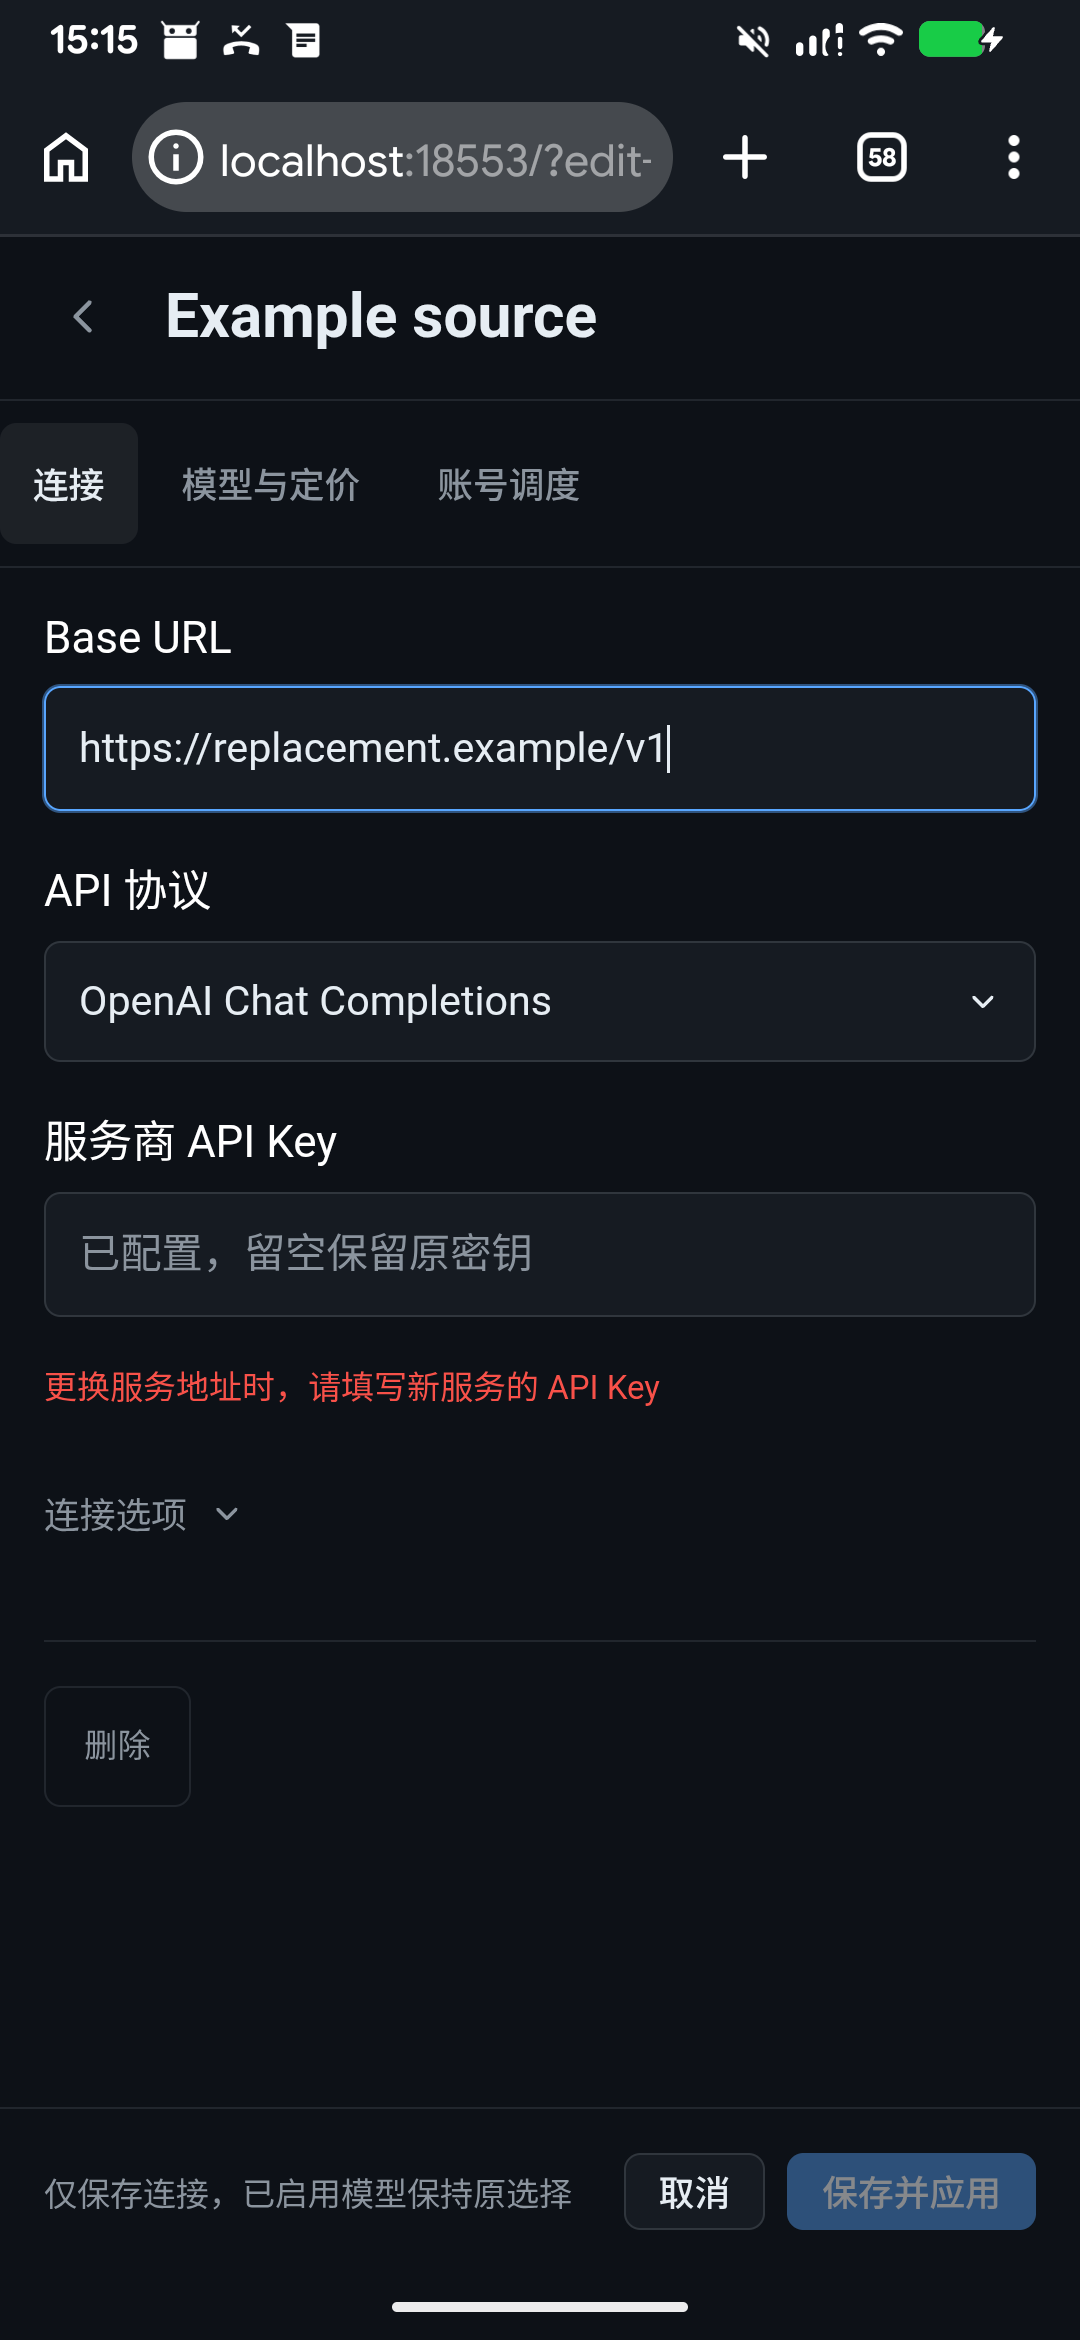 15:15
localhost:18553/?edit-
58
Example source
连接
模型与定价
账号调度
Base URL
https://replacement.example/v1
API 协议
OpenAI Chat Completions
服务商 API Key
已配置，留空保留原密钥
更换服务地址时，请填写新服务的 API Key
连接选项
删除
仅保存连接，已启用模型保持原选择
取消
保存并应用